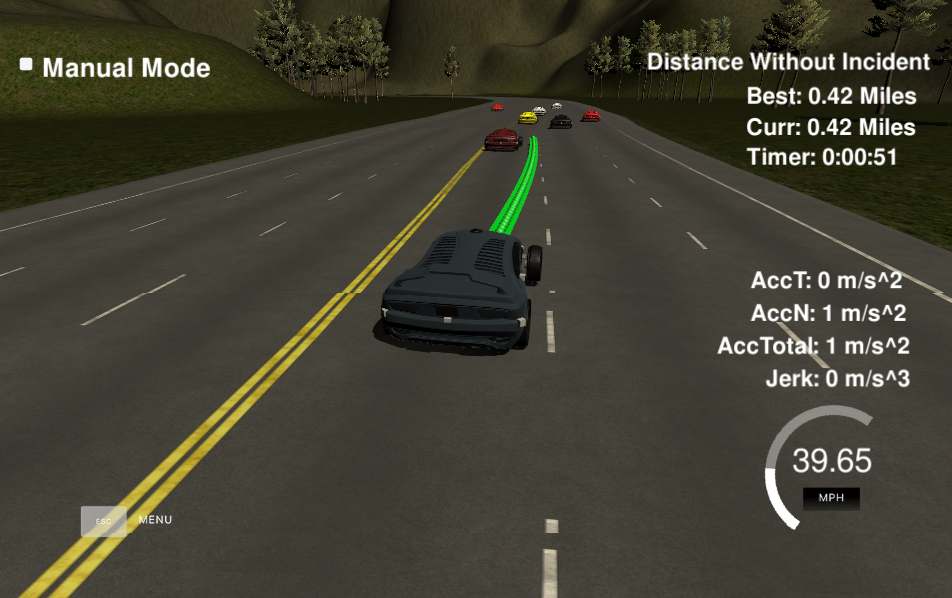 Manual Mode
Distance Without Incident
Best: 0.42 Miles
Curr: 0.42 Miles
Timer: 0:00:51
AccT: 0 m/s^2
AccN: 1 m/s^2
AccTotal: 1 m/s^2
Jerk: 0 m/s^3
39.65
MPH
ESC MENU